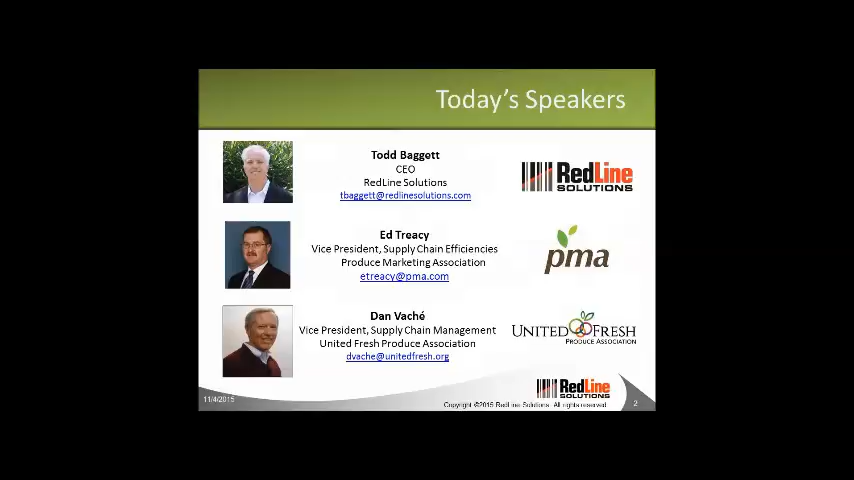 Today's Speakers
Todd Baggett
CEO
RedLine Solutions
tbaggett@redlinesolutions.com
RedLine
SOLUTIONS
Ed Treacy
Vice President, Supply Chain Efficiencies
Produce Marketing Association
etreacy@pma.com
pma
Dan Vaché
Vice President, Supply Chain Management
United Fresh Produce Association
dvache@unitedfresh.org
UNITED FRESH
PRODUCE ASSOCIATION
RedLine
SOLUTIONS
11/4/2015
Copyright ©2015 RedLine Solutions. All rights reserved.
2